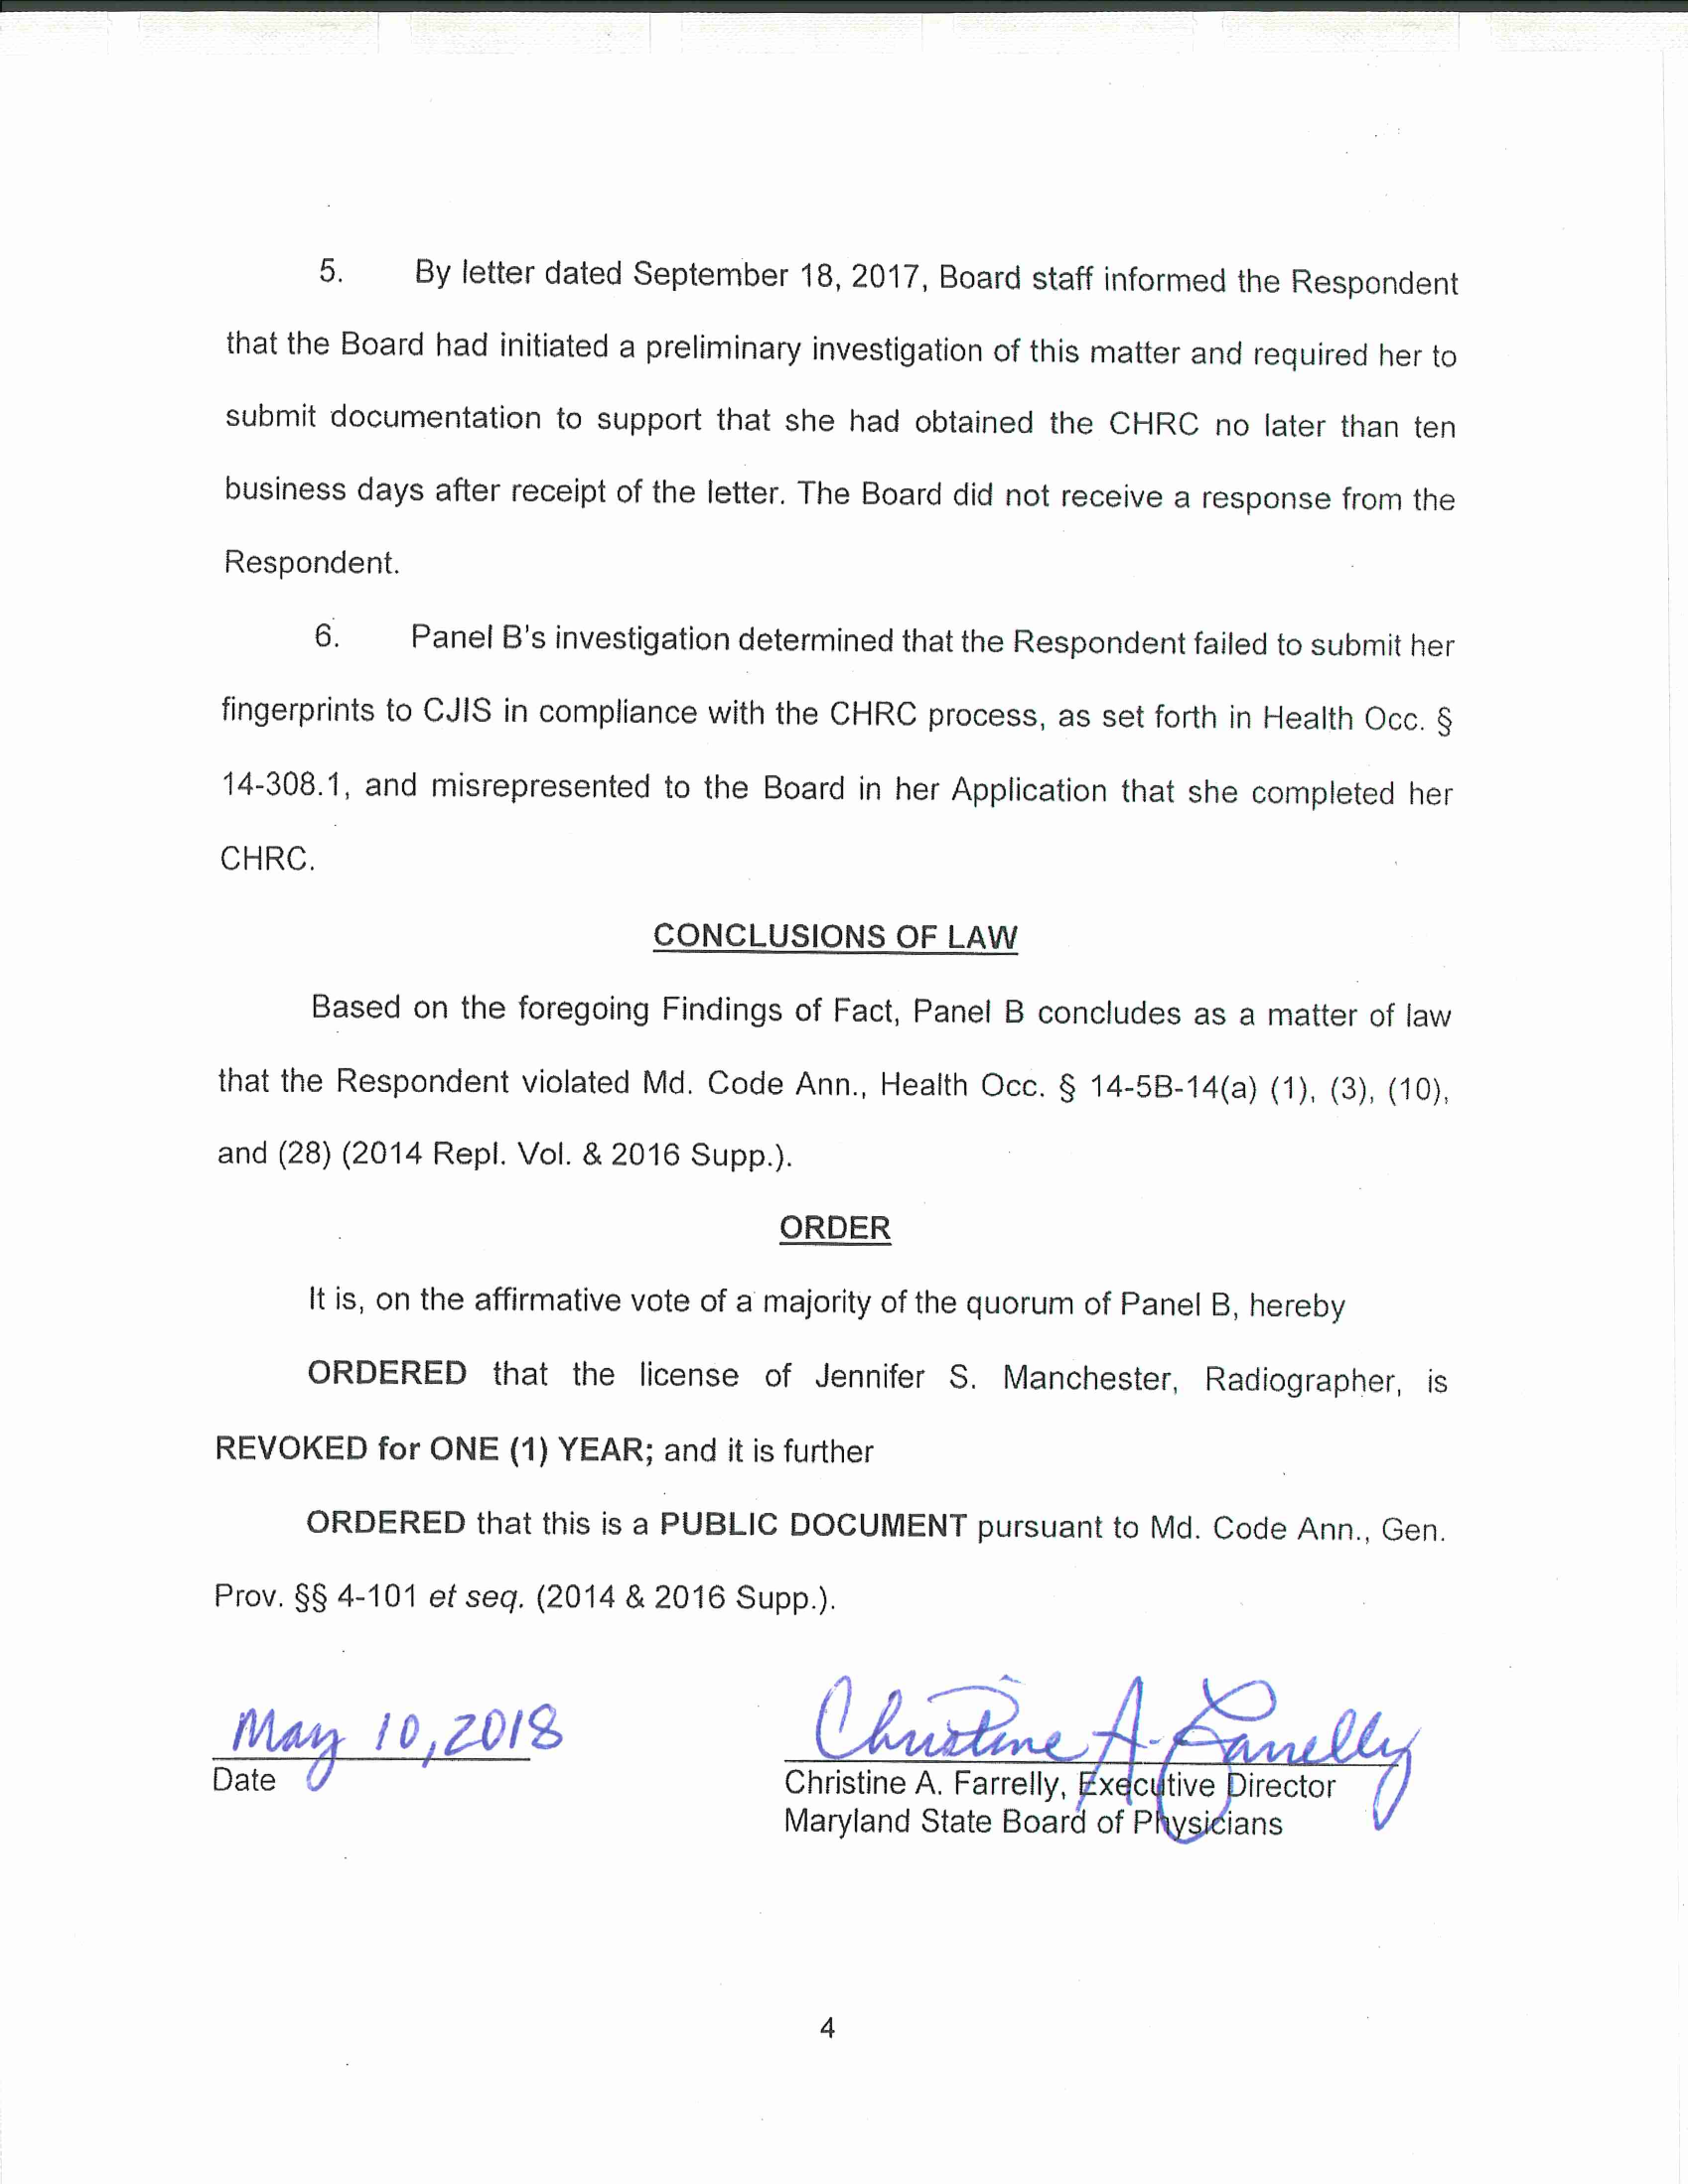 5. By letter dated September 18, 2017, Board staff informed the Respondent
that the Board had initiated a preliminary investigation of this matter and required her to
submit documentation to support that she had obtained the CHRC no later than ten
business days after receipt of the letter. The Board did not receive a response from the
Respondent.
6. Panel B's investigation determined that the Respondent failed to submit her
fingerprints to CJIS in compliance with the CHRC process, as set forth in Health Occ. §
14-308.1, and misrepresented to the Board in her Application that she completed her
CHRC.
CONCLUSIONS OF LAW
Based on the foregoing Findings of Fact, Panel B concludes as a matter of law
that the Respondent violated Md. Code Ann., Health Occ. § 14-5B-14(a) (1), (3), (10),
and (28) (2014 Repl. Vol. & 2016 Supp.).
ORDER
It is, on the affirmative vote of a majority of the quorum of Panel B, hereby
ORDERED that the license of Jennifer S. Manchester, Radiographer, is
REVOKED for ONE (1) YEAR; and it is further
ORDERED that this is a PUBLIC DOCUMENT pursuant to Md. Code Ann., Gen.
Prov. §§ 4-101 et seq. (2014 & 2016 Supp.).
May 10, 2018
Date
Christine A. Farrelly
Christine A. Farrelly, Executive Director
Maryland State Board of Physicians
4